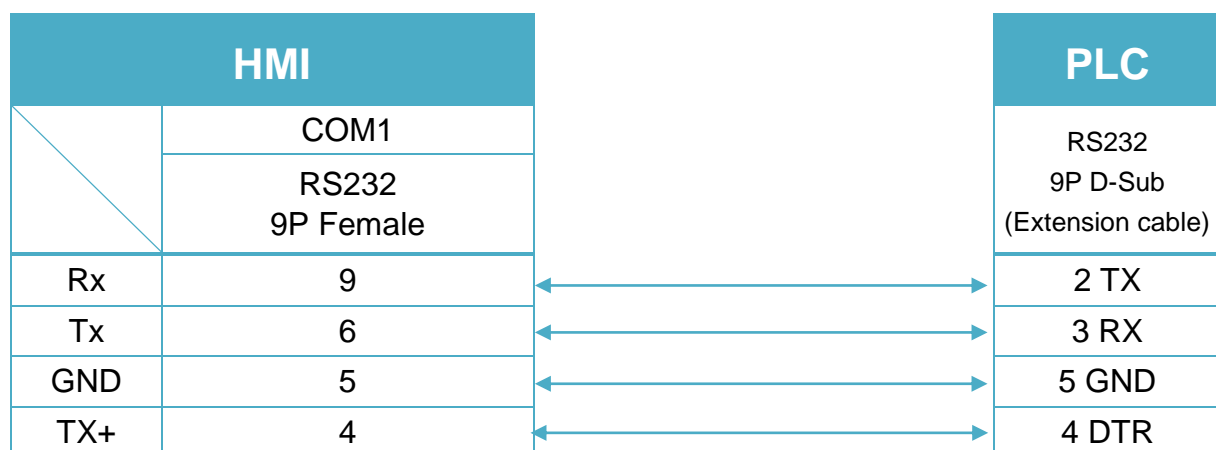 HMI PLC
COM1
RS232
9P Female
RS232
9P D-Sub
(Extension cable)
Rx 9 2 TX
Tx 6 3 RX
GND 5 5 GND
TX+ 4 4 DTR